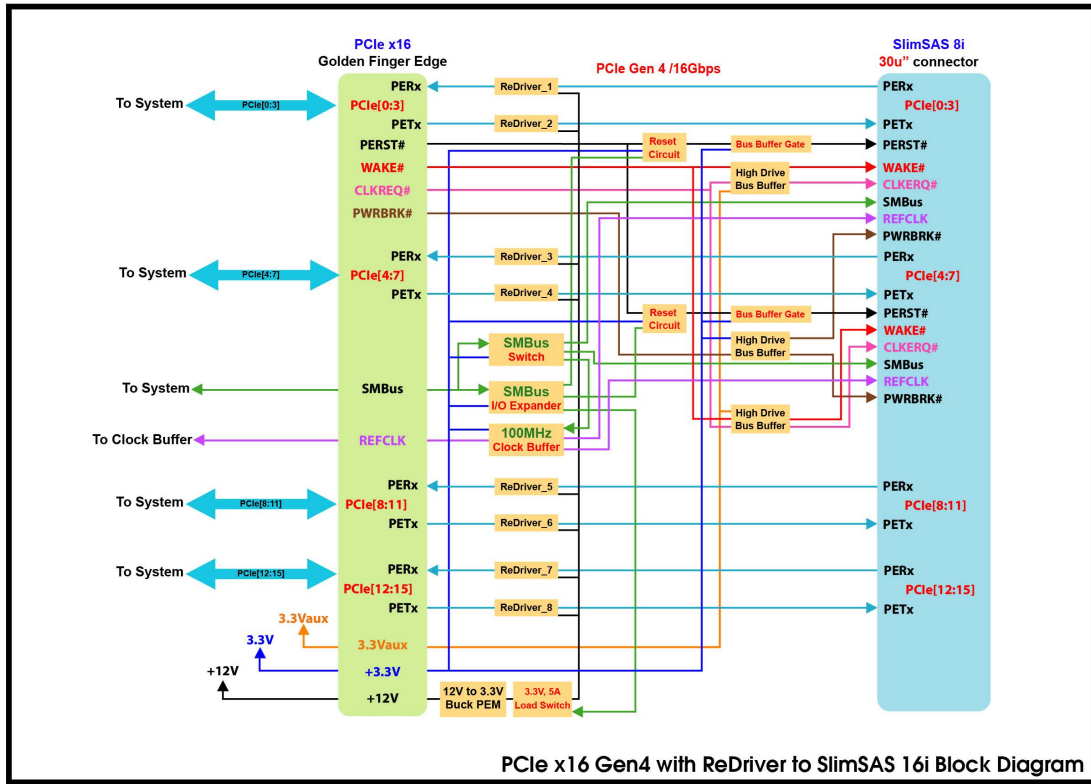 PCIe x16
Golden Finger Edge
SlimSAS 8i
30u” connector
PCIe Gen 4 /16Gbps
To System
PCIe[0:3]
PERx
PCIe[0:3]
PETx
PERST#
WAKE#
CLKREQ#
PWRBRK#
To System
PCIe[4:7]
PERx
PCIe[4:7]
PETx
To System
SMBus
To Clock Buffer
REFCLK
To System
PCIe[8:11]
PERx
PCIe[8:11]
PETx
To System
PCIe[12:15]
PERx
PCIe[12:15]
PETx
3.3Vaux
3.3Vaux
3.3V
+3.3V
+12V
+12V
ReDriver_1
ReDriver_2
Reset
Circuit
Bus Buffer Gate
High Drive
Bus Buffer
ReDriver_3
ReDriver_4
Reset
Circuit
Bus Buffer Gate
High Drive
Bus Buffer
SMBus
Switch
SMBus
I/O Expander
100MHz
Clock Buffer
High Drive
Bus Buffer
ReDriver_5
ReDriver_6
ReDriver_7
ReDriver_8
12V to 3.3V
Buck PEM
3.3V, 5A
Load Switch
PERx
PCIe[0:3]
PETx
PERST#
WAKE#
CLKERQ#
SMBus
REFCLK
PWRBRK#
PERx
PCIe[4:7]
PETx
PERST#
WAKE#
CLKERQ#
SMBus
REFCLK
PWRBRK#
PERx
PCIe[8:11]
PETx
PERx
PCIe[12:15]
PETx
PCIe x16 Gen4 with ReDriver to SlimSAS 16i Block Diagram